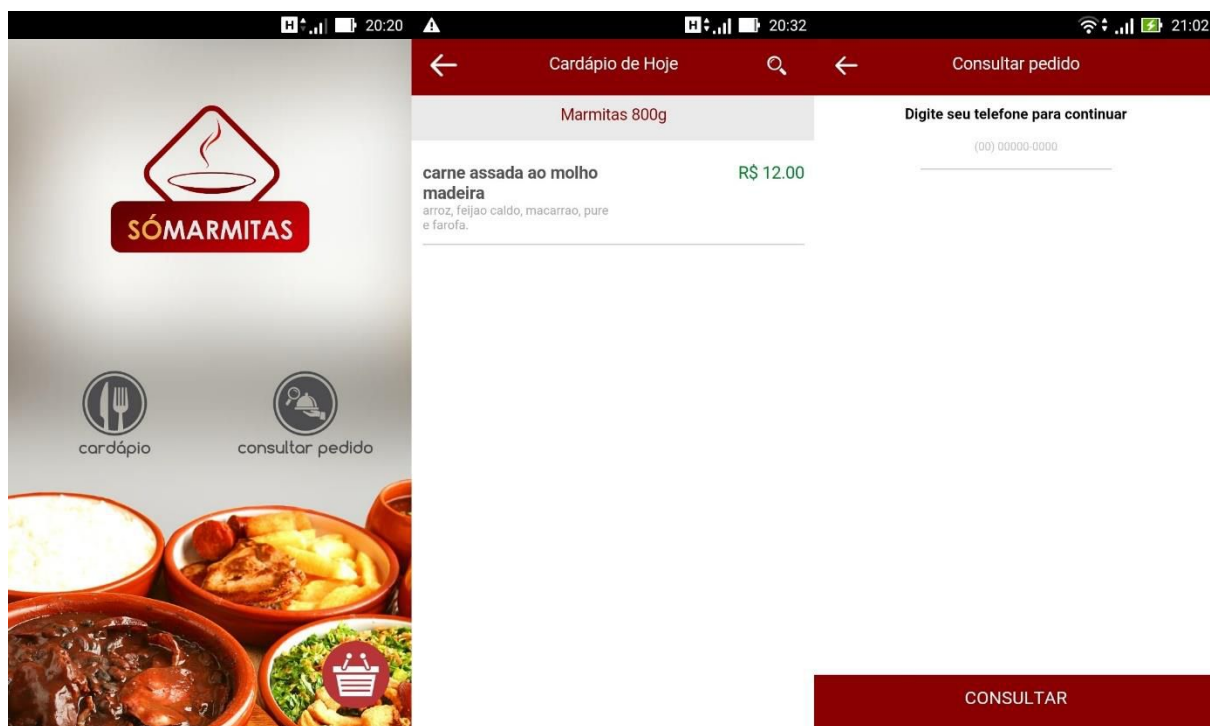 H 20:20
SÓMARMITAS
cardápio
consultar pedido
H 20:32
Cardápio de Hoje
Marmitas 800g
carne assada ao molho
madeira
R$ 12.00
arroz, feijao caldo, macarrao, pure
e farofa.
21:02
Consultar pedido
Digite seu telefone para continuar
(00) 00000-0000
CONSULTAR